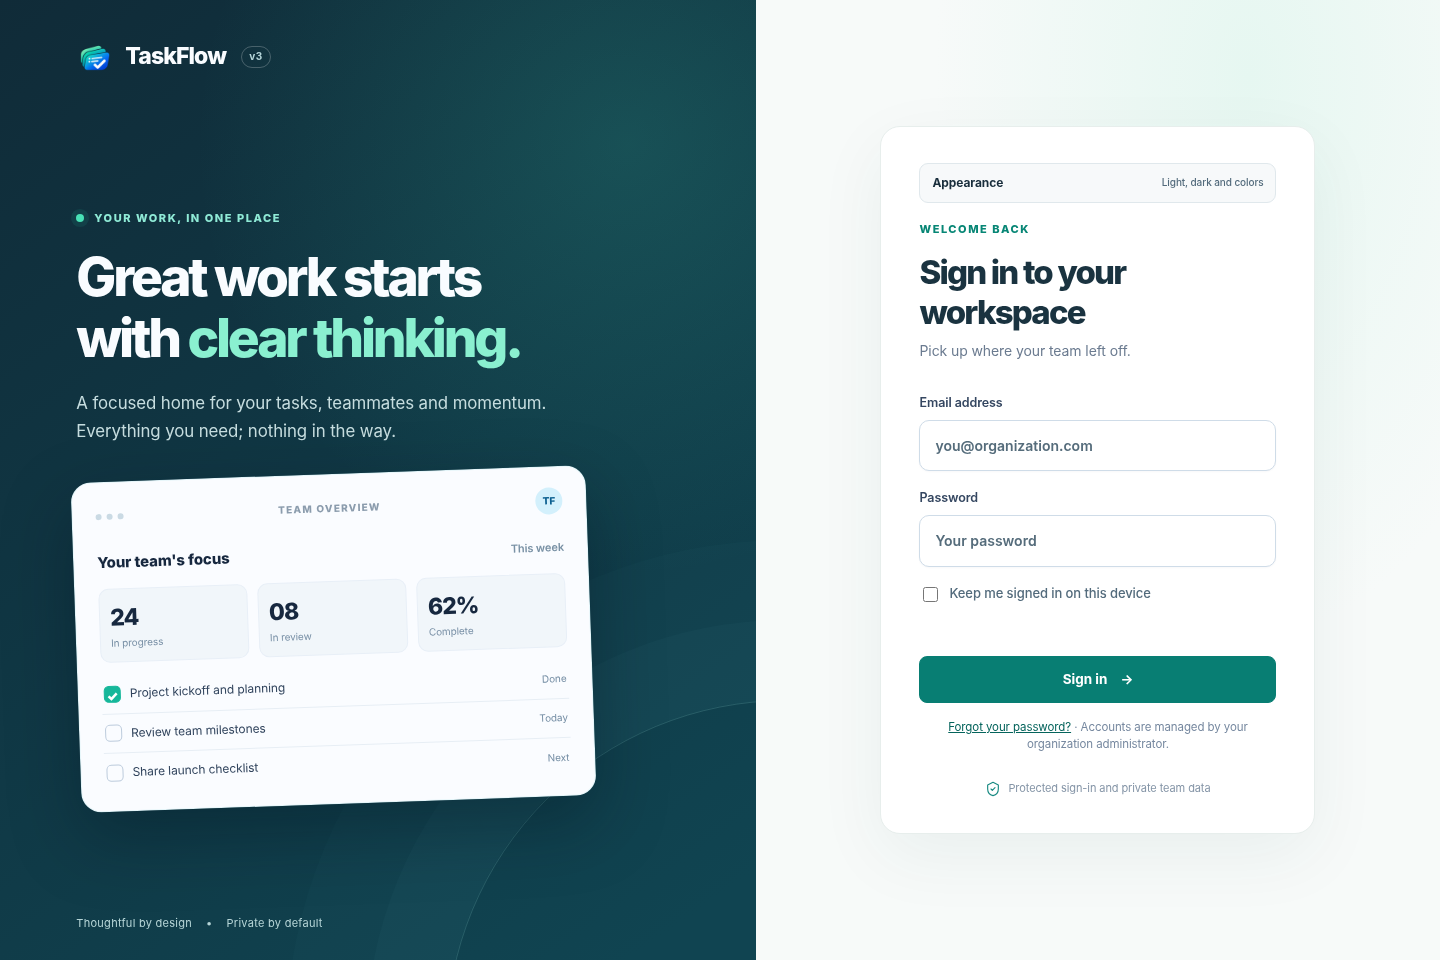 TaskFlow v3
YOUR WORK, IN ONE PLACE
Great work starts
with clear thinking.
A focused home for your tasks, teammates and momentum.
Everything you need; nothing in the way.
TEAM OVERVIEW
TF
Your team's focus
This week
24
In progress
08
In review
62%
Complete
Project kickoff and planning
Done
Review team milestones
Today
Share launch checklist
Next
Thoughtful by design • Private by default
Appearance
Light, dark and colors
WELCOME BACK
Sign in to your
workspace
Pick up where your team left off.
Email address
you@organization.com
Password
Your password
Keep me signed in on this device
Sign in →
Forgot your password? · Accounts are managed by your
organization administrator.
Protected sign-in and private team data